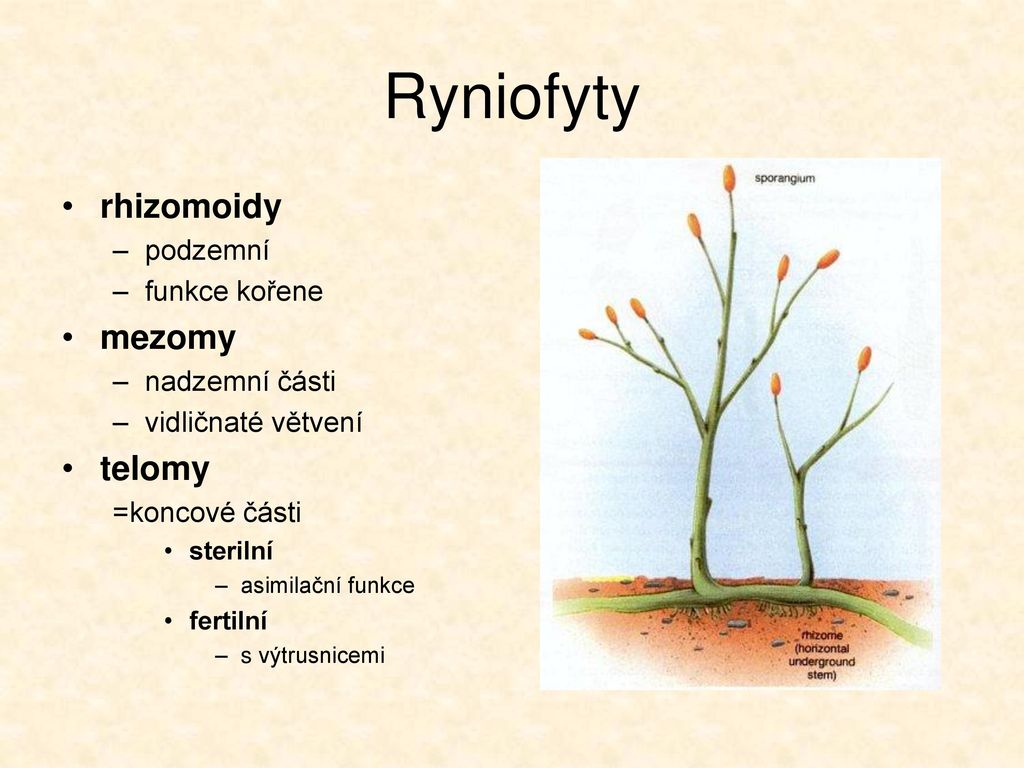 Ryniofyty
• rhizomoidy
– podzemní
– funkce kořene
• mezomy
– nadzemní části
– vidličnaté větvení
• telomy
=koncové části
• sterilní
– asimilační funkce
• fertilní
– s výtrusnicemi
sporangium
rhizome
(horizontal
underground
stem)